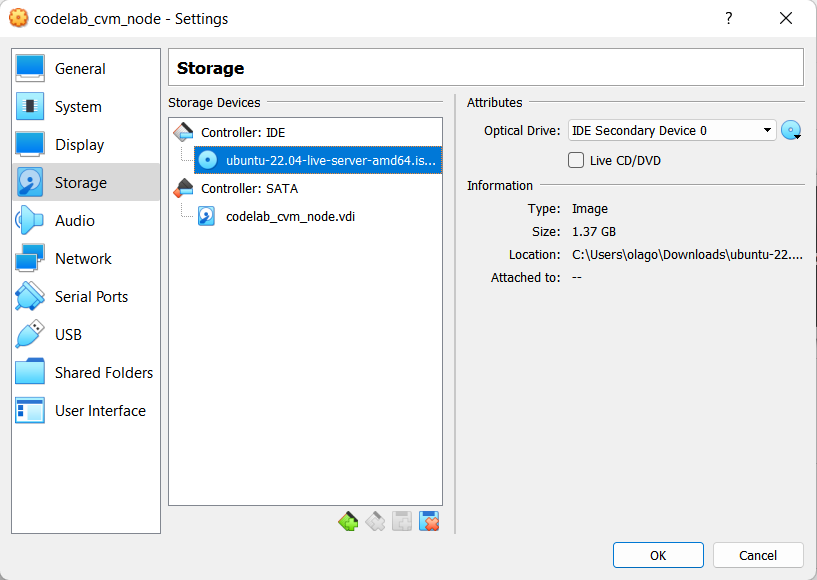 codelab_cvm_node - Settings
?
General
System
Display
Storage
Audio
Network
Serial Ports
USB
Shared Folders
User Interface
Storage
Storage Devices
Controller: IDE
ubuntu-22.04-live-server-amd64.is...
Controller: SATA
codelab_cvm_node.vdi
Attributes
Optical Drive: IDE Secondary Device 0
Live CD/DVD
Information
Type: Image
Size: 1.37 GB
Location: C:\Users\olago\Downloads\ubuntu-22....
Attached to: --
OK
Cancel